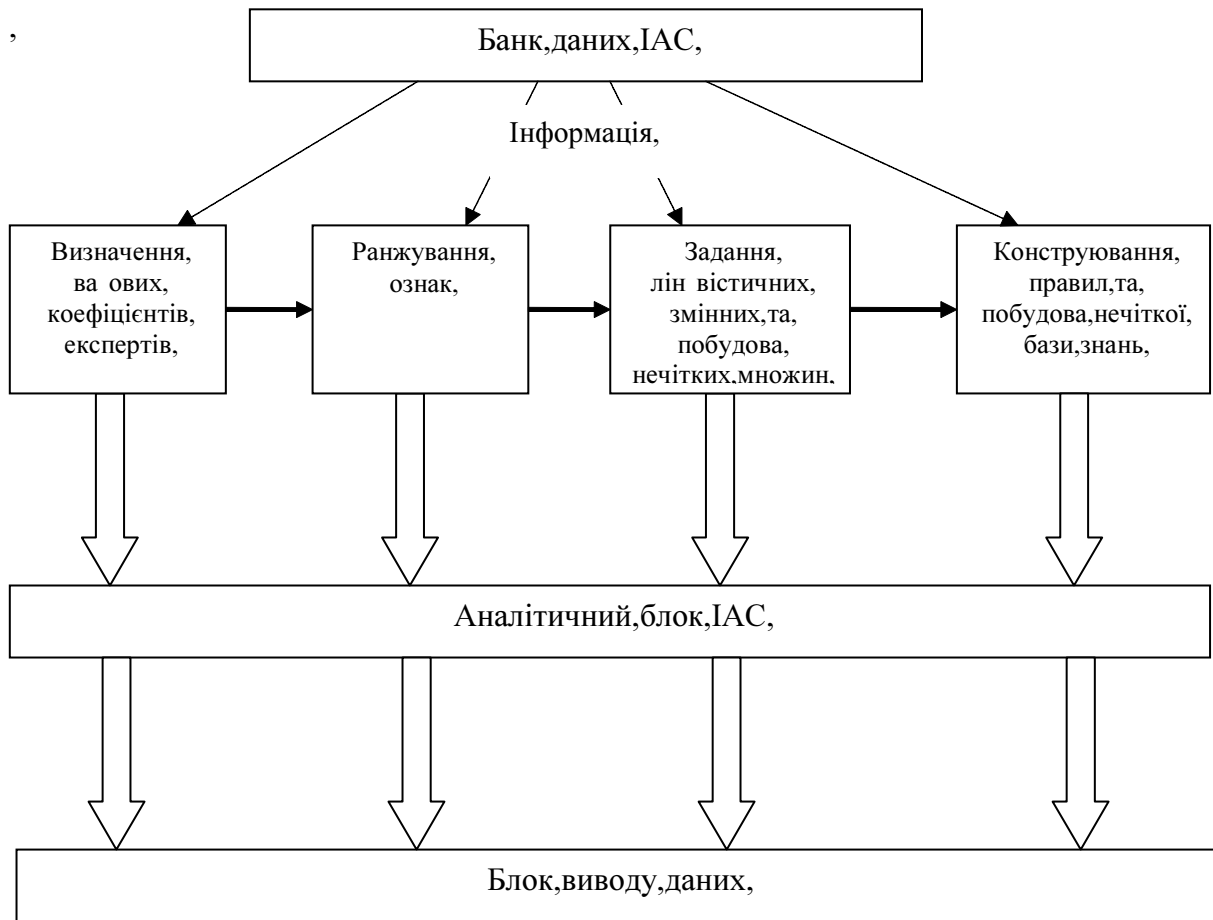 ,
Банк,даних,ІАС,
Інформація,
Визначення,
ва ових,
коефіцієнтів,
експертів,
Ранжування,
ознак,
Задання,
лін вістичних,
змінних,та,
побудова,
нечітких,множин,
Конструювання,
правил,та,
побудова,нечіткої,
бази,знань,
Аналітичний,блок,ІАС,
Блок,виводу,даних,